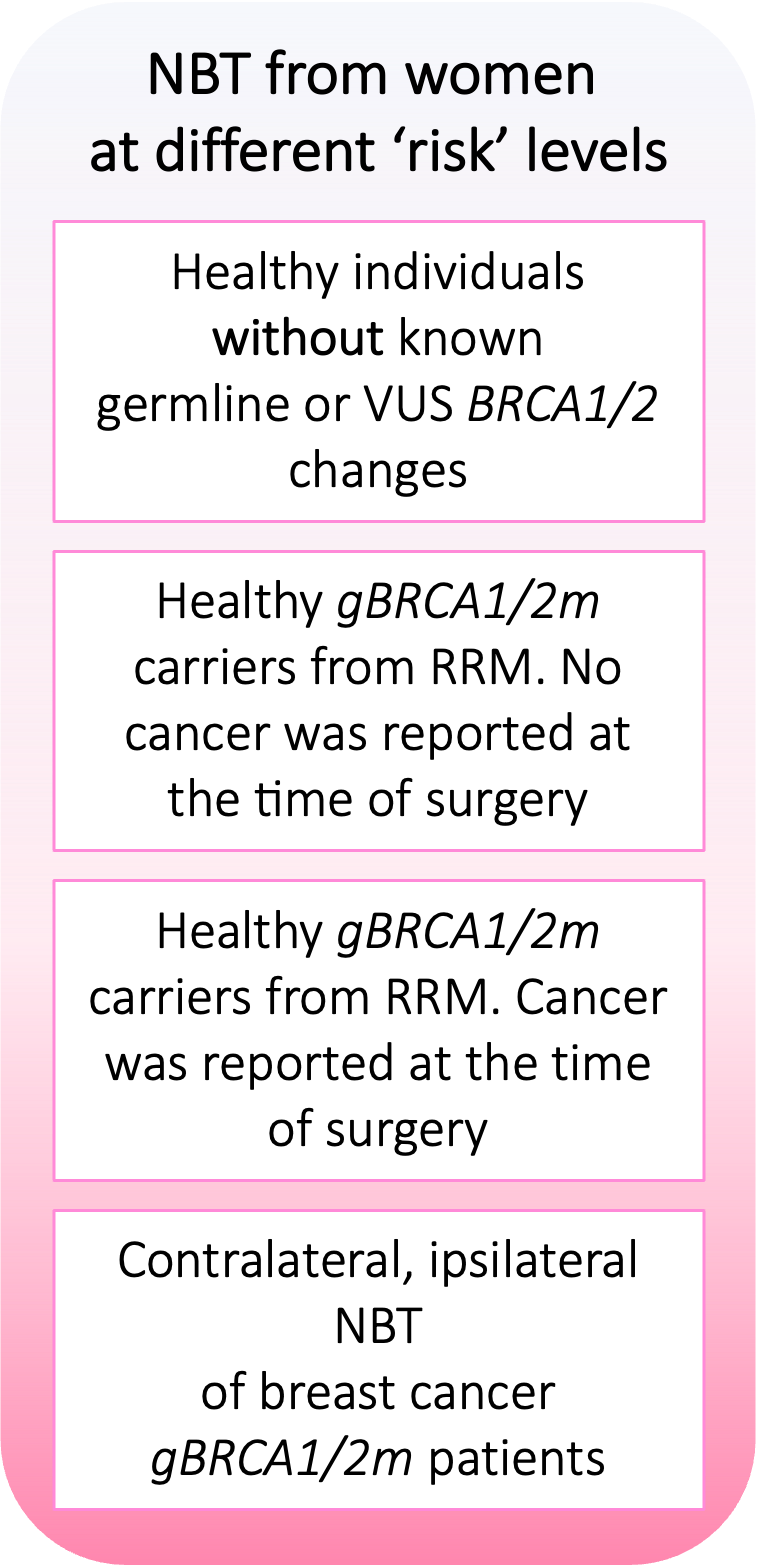 NBT from women
at different ‘risk’ levels
Healthy individuals
without known
germline or VUS BRCA1/2
changes
Healthy gBRCA1/2m
carriers from RRM. No
cancer was reported at
the time of surgery
Healthy gBRCA1/2m
carriers from RRM. Cancer
was reported at the time
of surgery
Contralateral, ipsilateral
NBT
of breast cancer
gBRCA1/2m patients